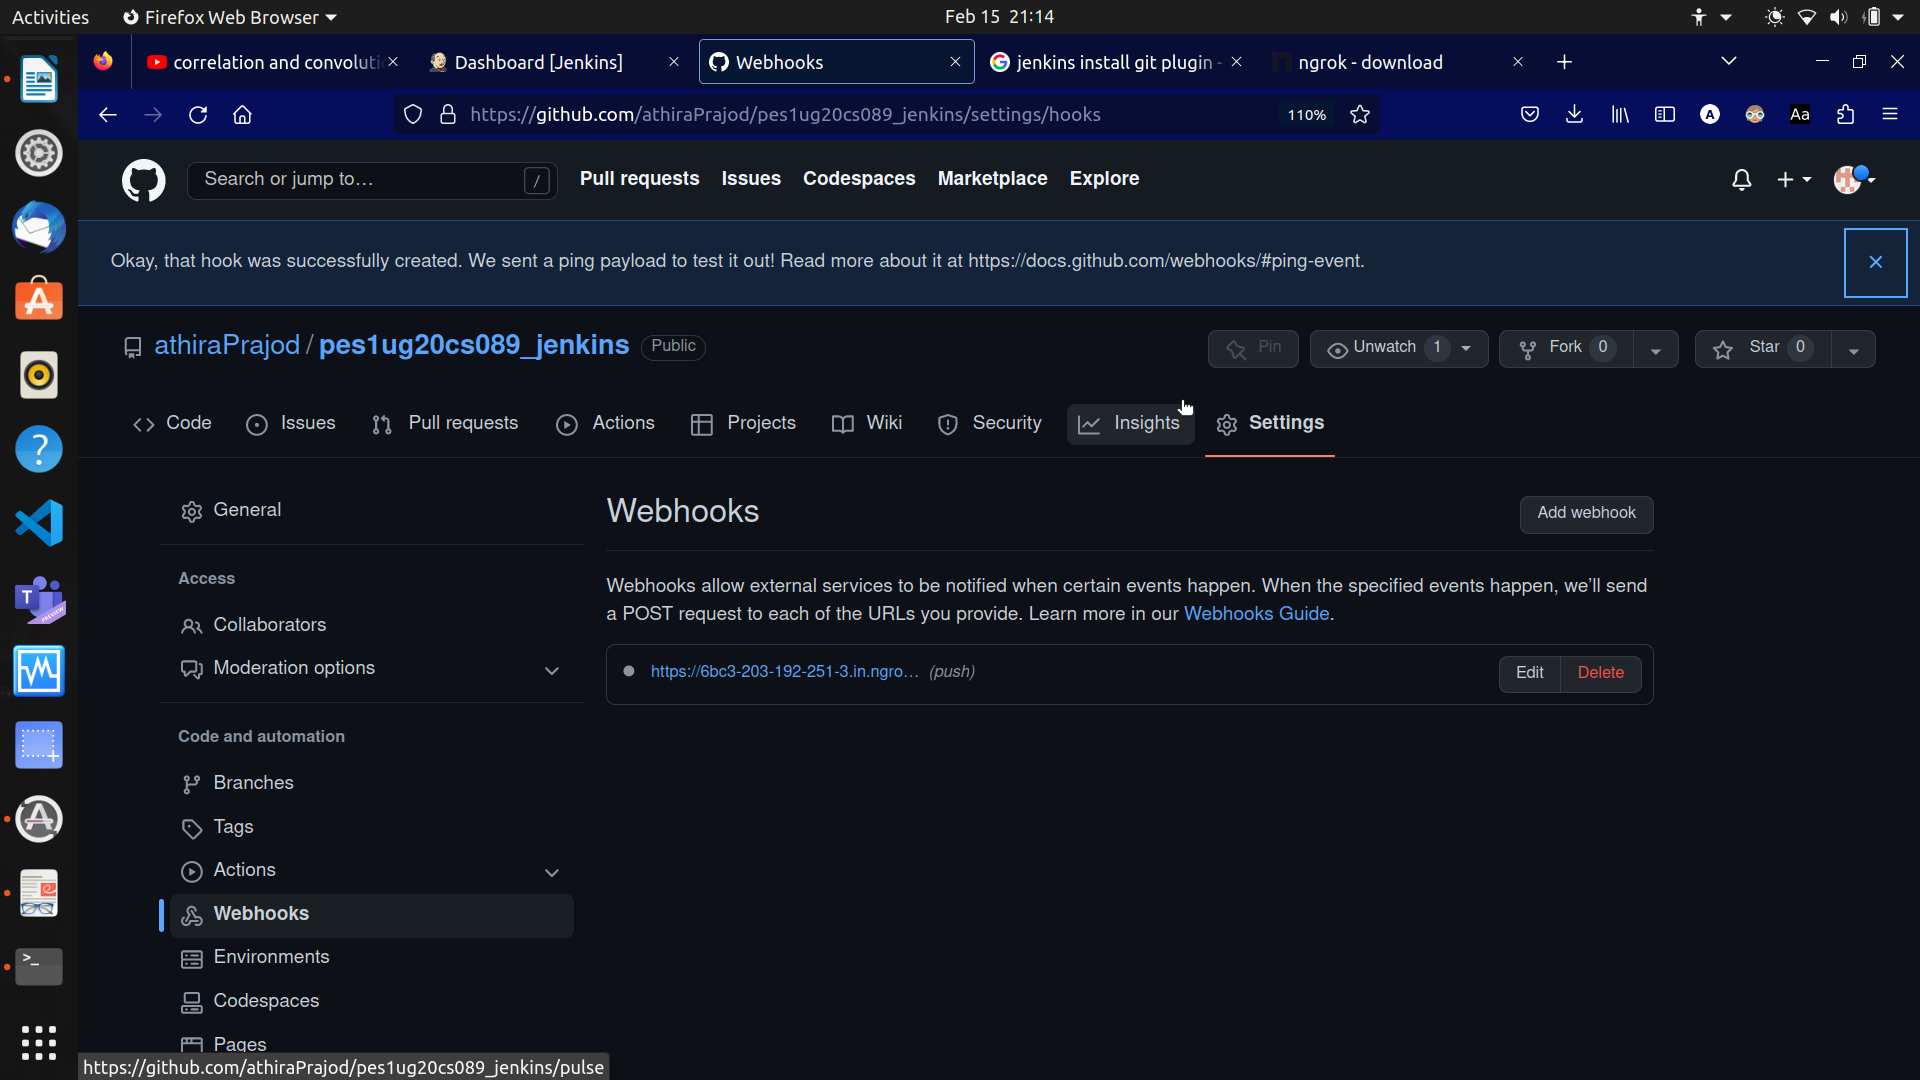 Activities
Firefox Web Browser
Feb 15 21:14
correlation and convoluti
Dashboard [Jenkins]
Webhooks
jenkins install git plugin -
ngrok - download
https://github.com/athiraPrajod/pes1ug20cs089_jenkins/settings/hooks
110%
A
Aa
Search or jump to…
/
Pull requests
Issues
Codespaces
Marketplace
Explore
Okay, that hook was successfully created. We sent a ping payload to test it out! Read more about it at https://docs.github.com/webhooks/#ping-event.
athiraPrajod / pes1ug20cs089_jenkins
Public
Pin
Unwatch 1
Fork 0
Star 0
Code
Issues
Pull requests
Actions
Projects
Wiki
Security
Insights
Settings
General
Access
Collaborators
Moderation options
Code and automation
Branches
Tags
Actions
Webhooks
Environments
Codespaces
Pages
Webhooks
Add webhook
Webhooks allow external services to be notified when certain events happen. When the specified events happen, we'll send
a POST request to each of the URLs you provide. Learn more in our Webhooks Guide.
https://6bc3-203-192-251-3.in.ngro… (push)
Edit
Delete
https://github.com/athiraPrajod/pes1ug20cs089_jenkins/pulse